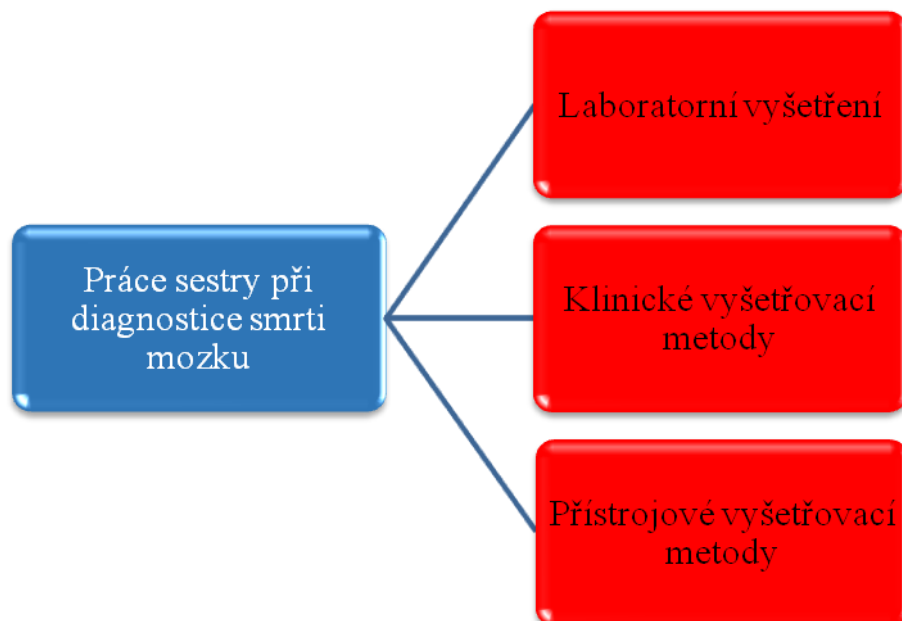 Laboratorní vyšetření
Práce sestry při
diagnostice smrti
mozku
Klinické vyšetřovací
metody
Přístrojové vyšetřovací
metody